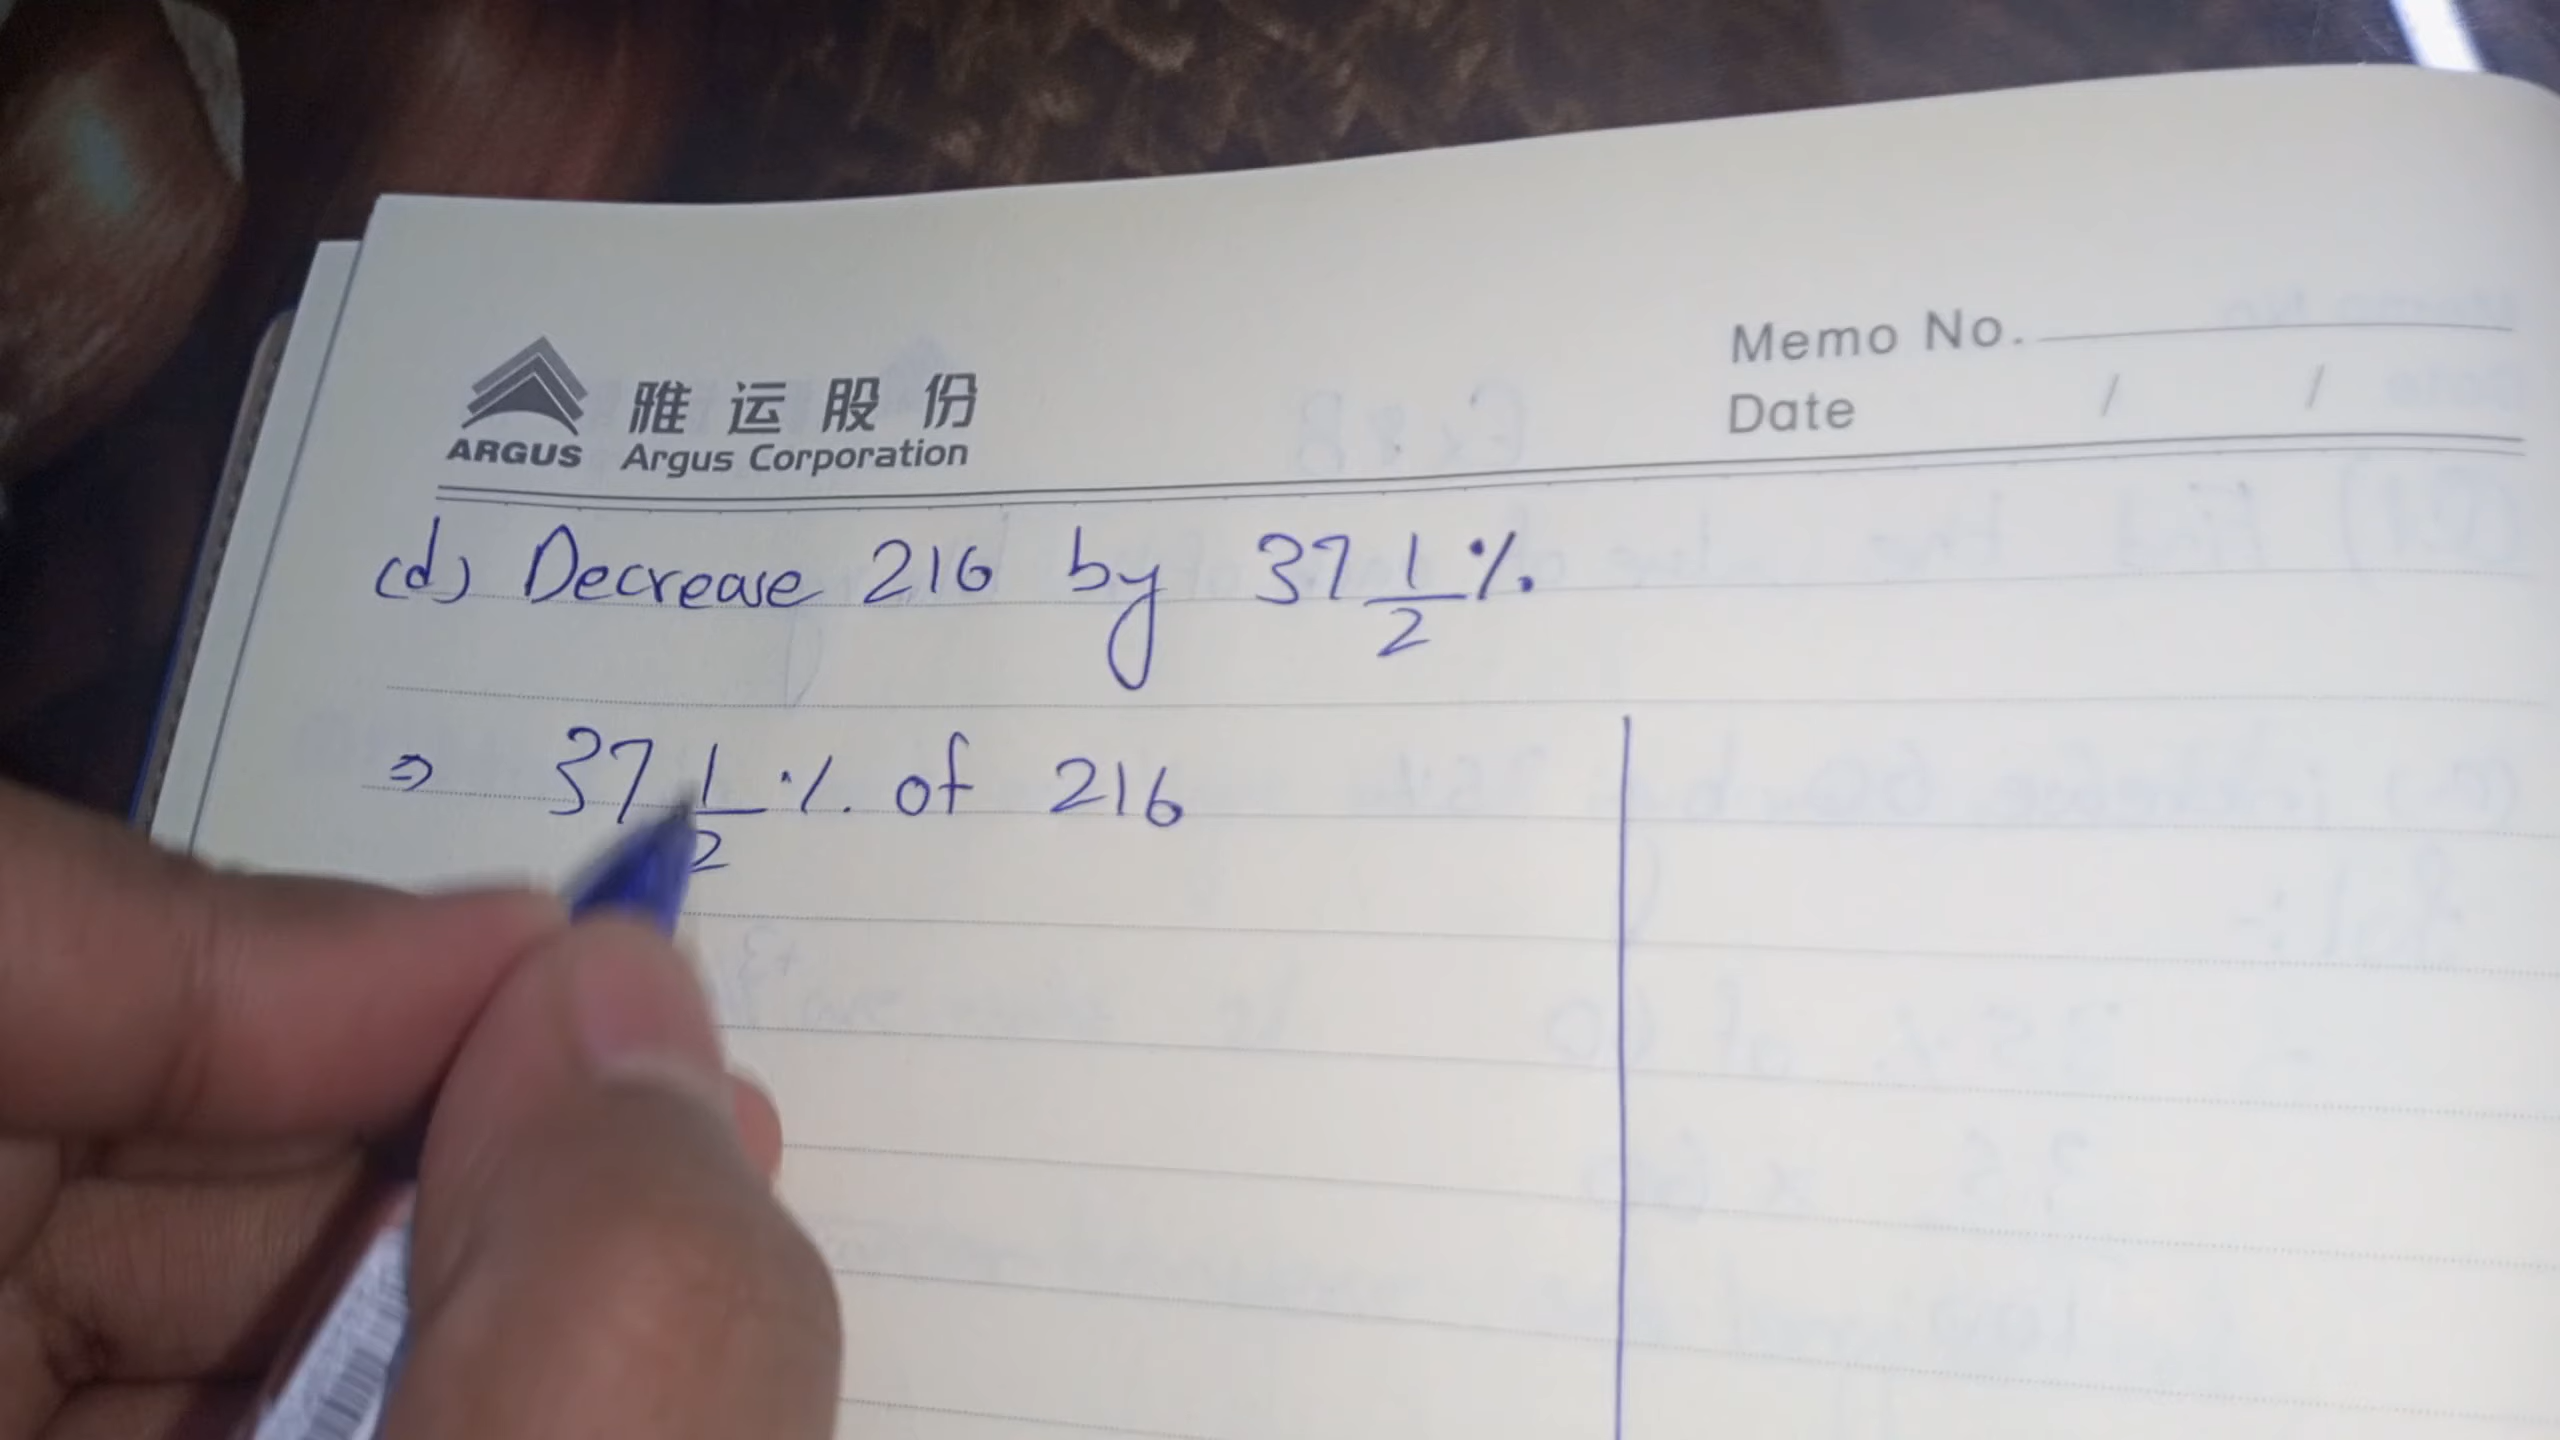 雅运股份
ARGUS Argus Corporation
Memo No.
Date / /
(d) Decrease 216 by 37 1/2 %.
⇒ 37 1/2 % of 216